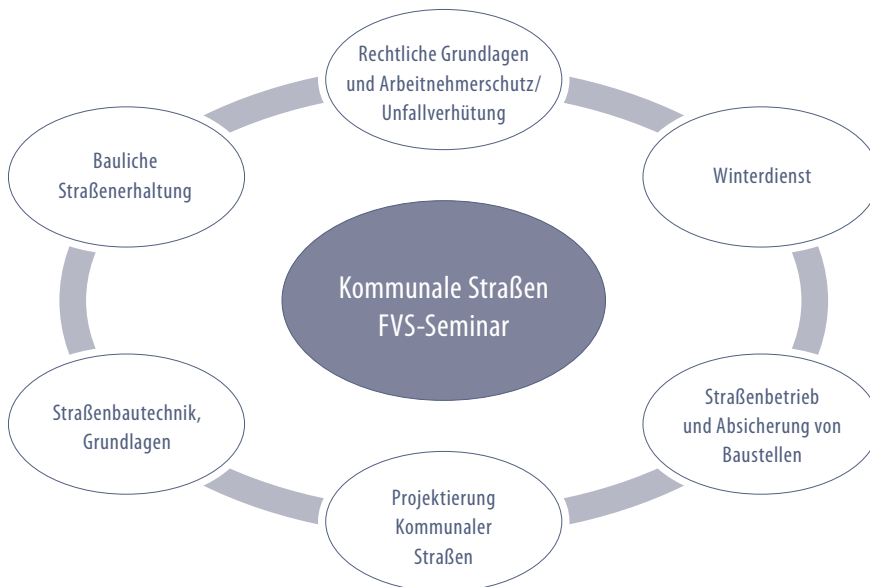 Rechtliche Grundlagen
und Arbeitnehmerschutz/
Unfallverhütung
Bauliche
Straßenerhaltung
Winterdienst
Kommunale Straßen
FVS-Seminar
Straßenbautechnik,
Grundlagen
Straßenbetrieb
und Absicherung von
Baustellen
Projektierung
Kommunaler
Straßen